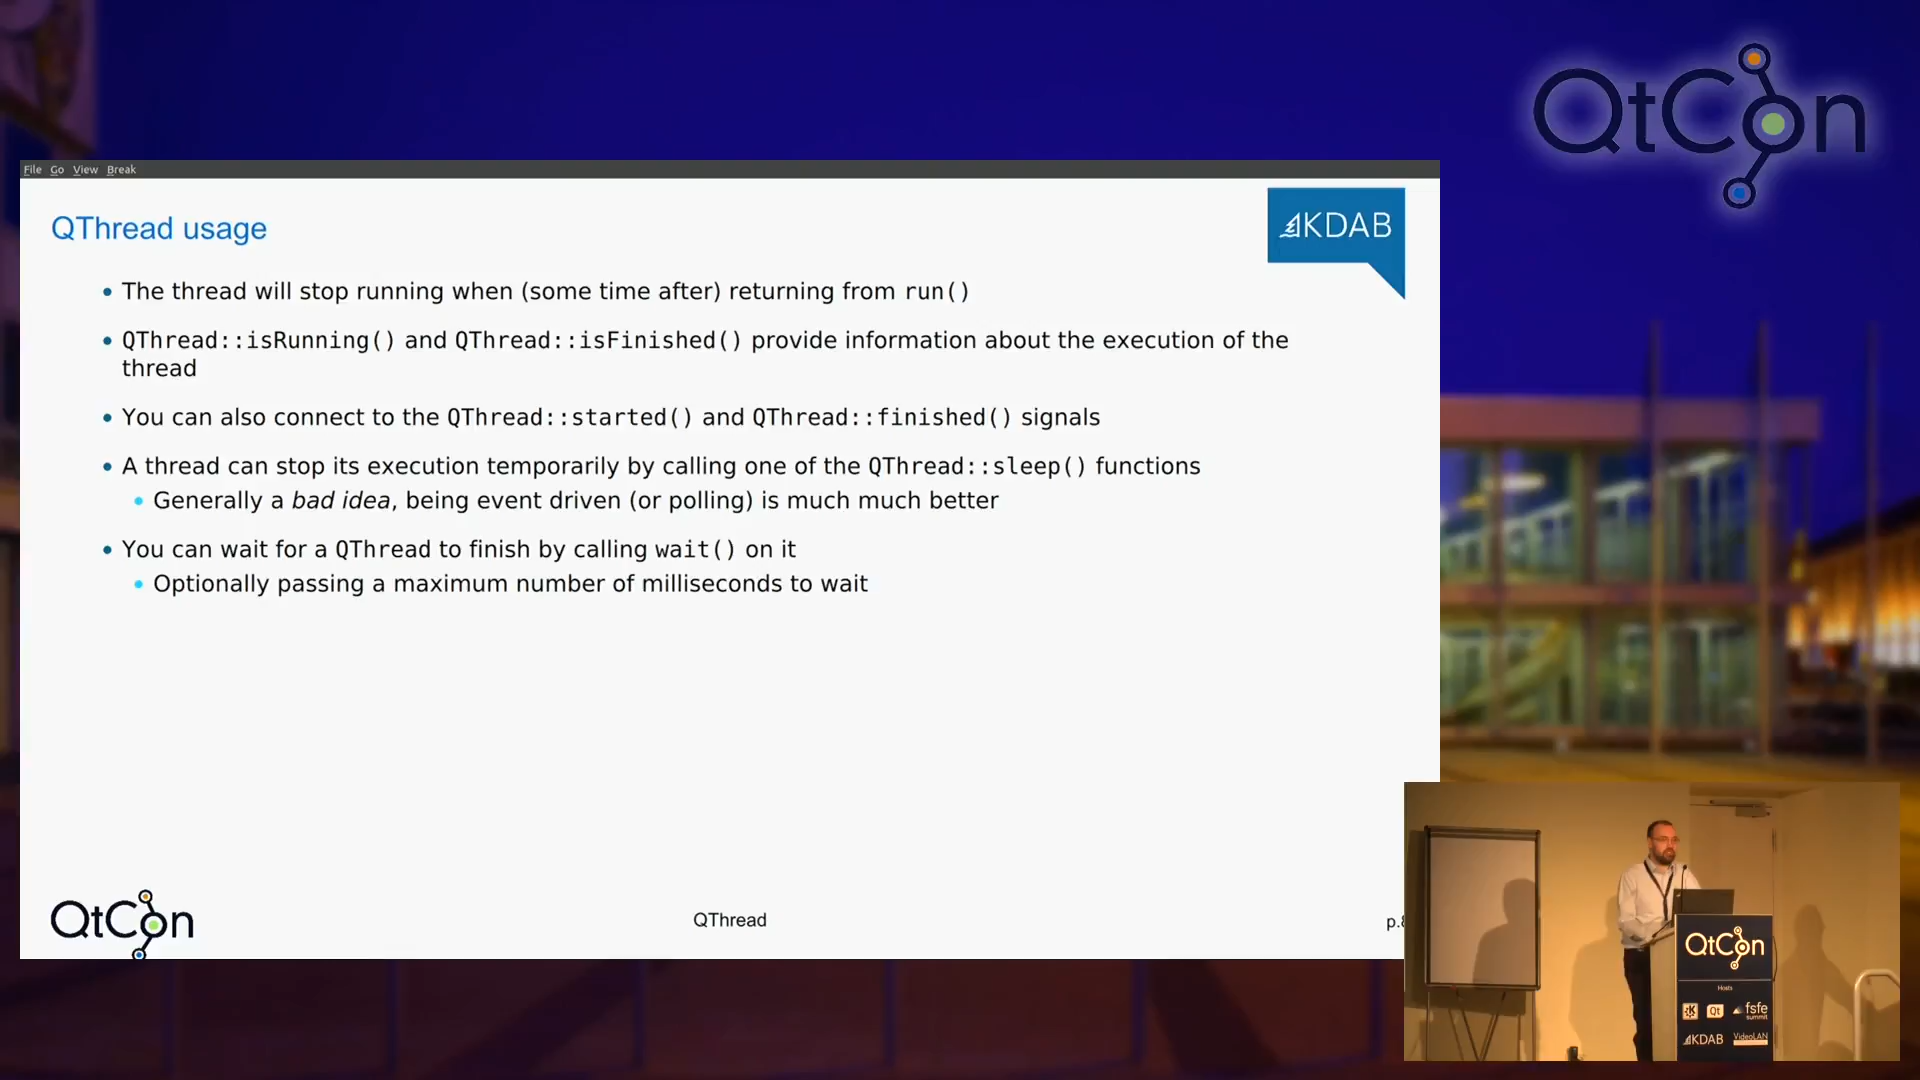 QtCon
File Go View Break
KDAB
QThread usage
The thread will stop running when (some time after) returning from run()
QThread::isRunning() and QThread::isFinished() provide information about the execution of the
thread
You can also connect to the QThread::started() and QThread::finished() signals
A thread can stop its execution temporarily by calling one of the QThread::sleep() functions
Generally a bad idea, being event driven (or polling) is much much better
You can wait for a QThread to finish by calling wait() on it
Optionally passing a maximum number of milliseconds to wait
QtCon
QThread
QtCon
Hosts
Qt
fsfe
summit
KDAB
VideoLAN